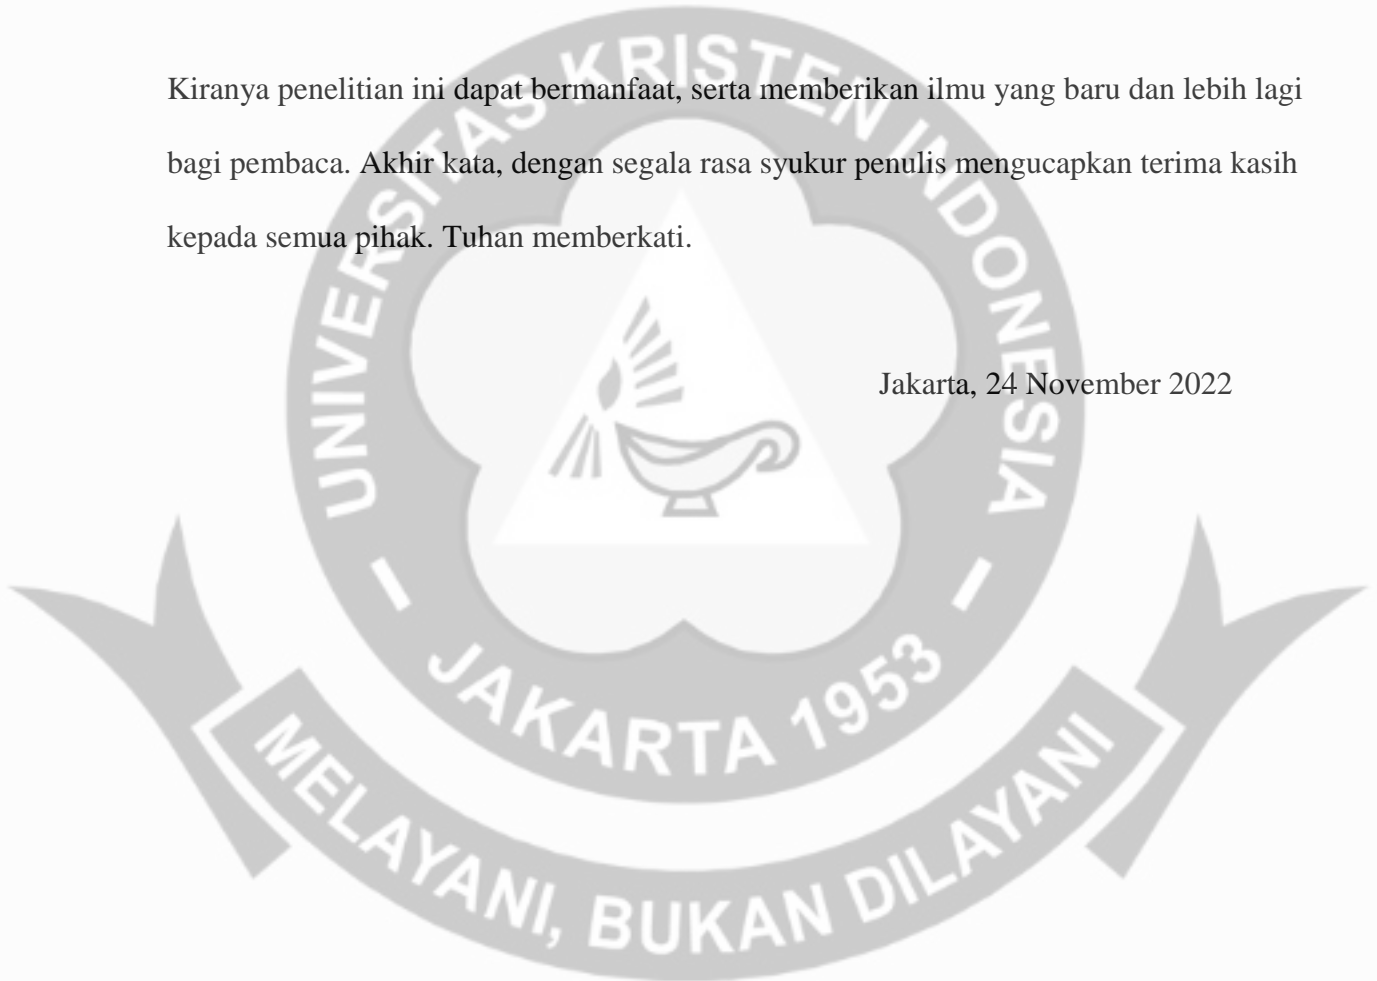 Kiranya penelitian ini dapat bermanfaat, serta memberikan ilmu yang baru dan lebih lagi
bagi pembaca. Akhir kata, dengan segala rasa syukur penulis mengucapkan terima kasih
kepada semua pihak. Tuhan memberkati.
Jakarta, 24 November 2022
UNIVERSITAS KRISTEN INDONESIA
JAKARTA 1953
MELAYANI, BUKAN DILAYANI